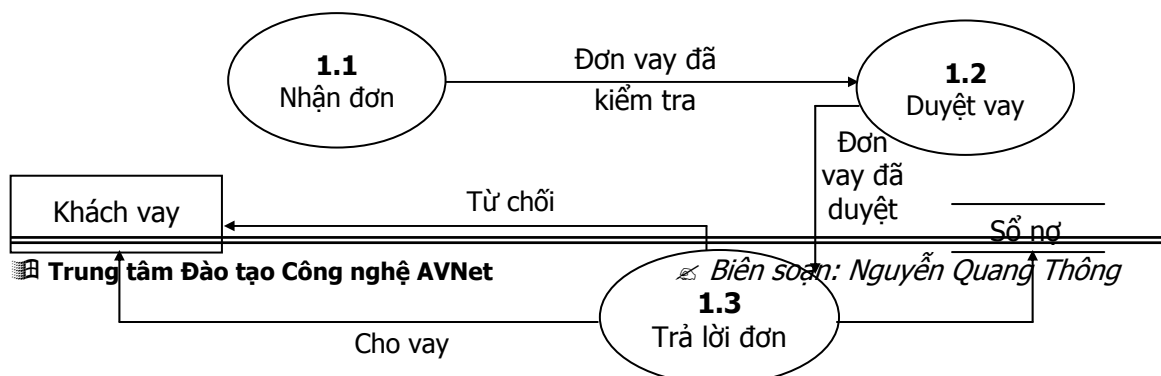 1.1
Nhận đơn
Đơn vay đã
kiểm tra
1.2
Duyệt vay
Đơn
vay đã
duyệt
Khách vay
Từ chối
Sổ nợ
Trung tâm Đào tạo Công nghệ AVNet
Biên soạn: Nguyễn Quang Thông
1.3
Trả lời đơn
Cho vay